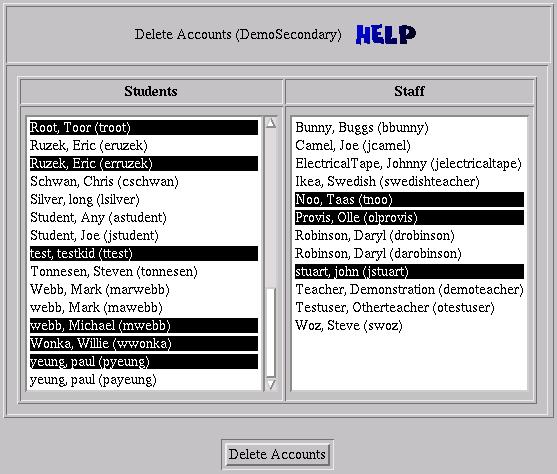 Delete Accounts (DemoSecondary) HELP
Students
Root, Toor (troot)
Ruzek, Eric (eruzek)
Ruzek, Eric (erruzek)
Schwan, Chris (cschwan)
Silver, long (lsilver)
Student, Any (astudent)
Student, Joe (jstudent)
test, testkid (ttest)
Tonnesen, Steven (tonnesen)
Webb, Mark (marwebb)
webb, Mark (mawebb)
webb, Michael (mwebb)
Wonka, Willie (wwonka)
yeung, paul (pyeung)
yeung, paul (payeung)
Staff
Bunny, Buggs (bbunny)
Camel, Joe (jcamel)
ElectricalTape, Johnny (jelectricaltape)
Ikea, Swedish (swedishteacher)
Noo, Taas (tnoo)
Provis, Olle (olprovis)
Robinson, Daryl (drobinson)
Robinson, Daryl (darobinson)
stuart, john (jstuart)
Teacher, Demonstration (demoteacher)
Testuser, Otherteacher (otestuser)
Woz, Steve (swoz)
Delete Accounts